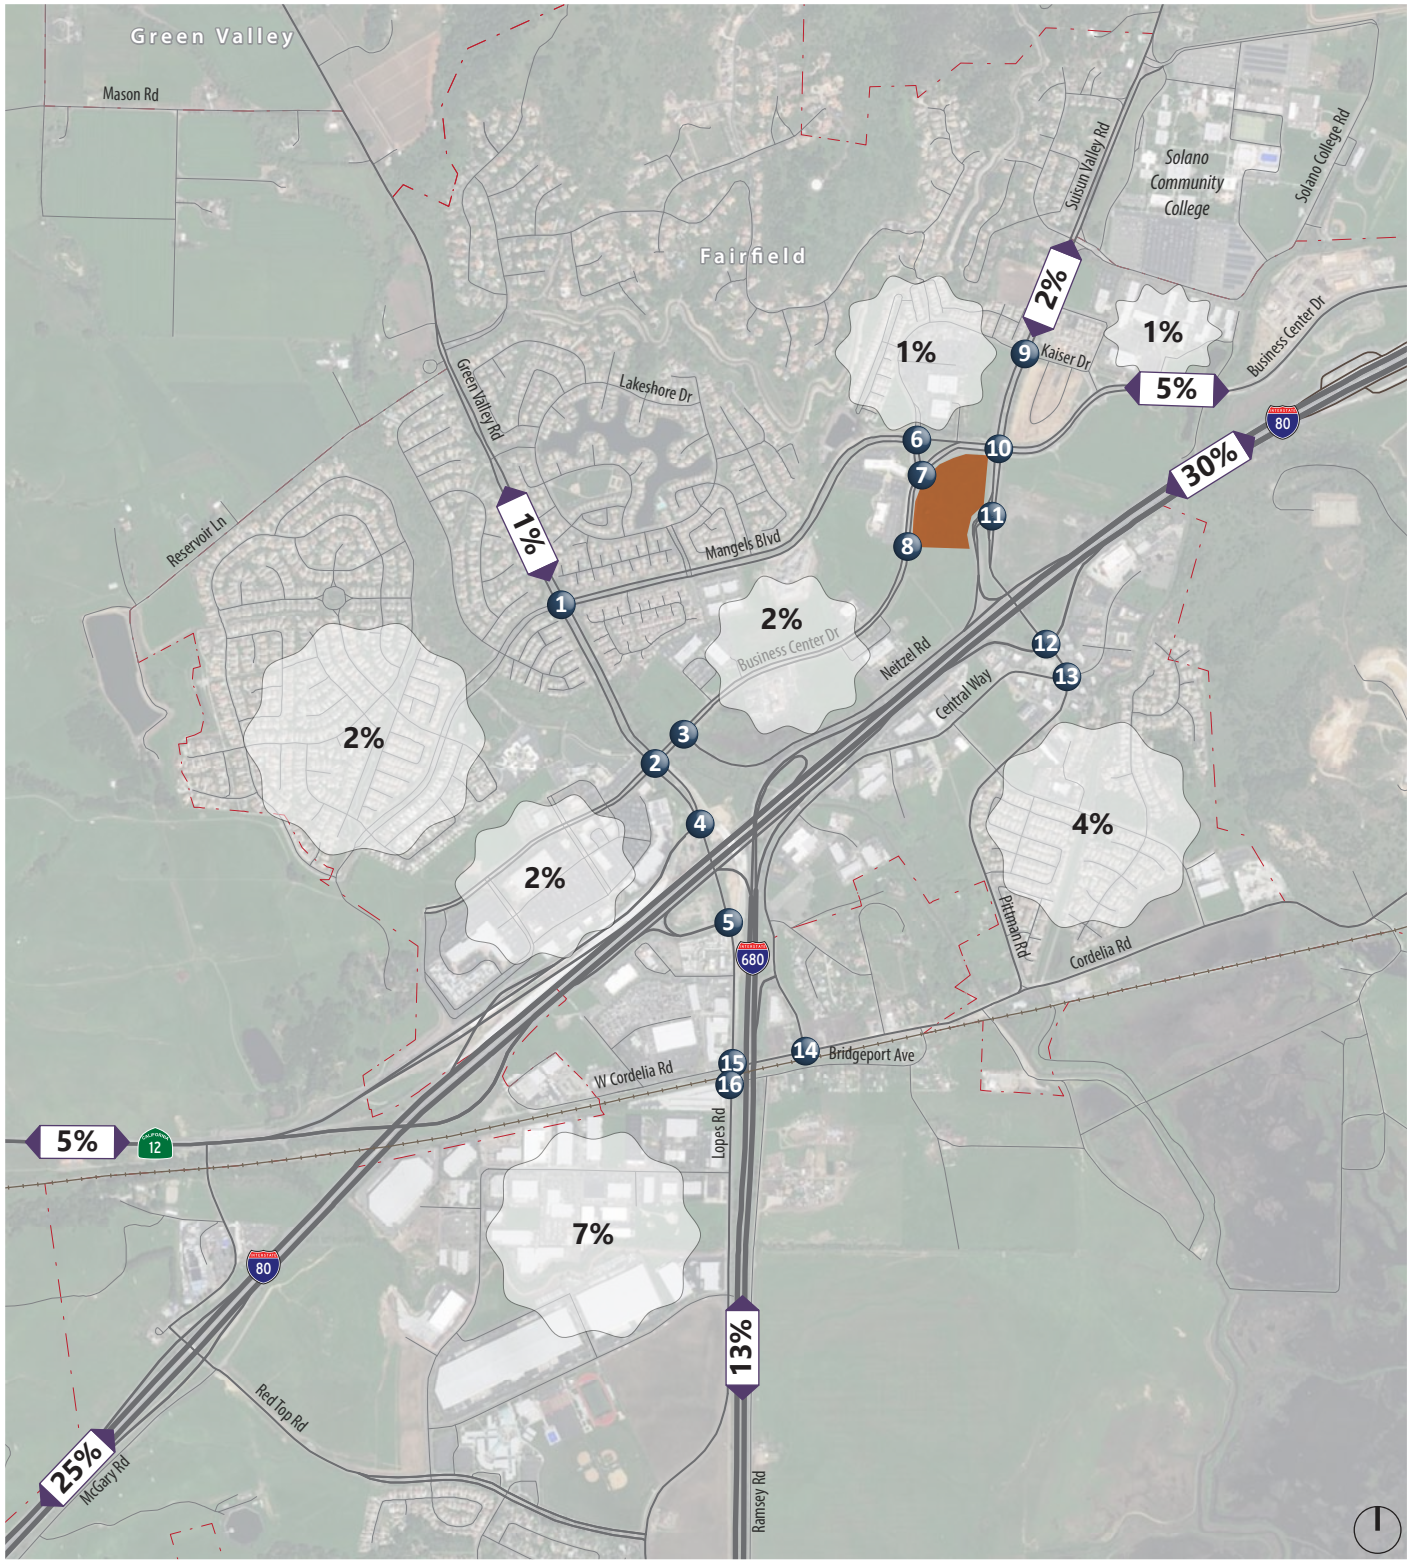 Green Valley
Mason Rd
Suisun Valley Rd
Solano
Community
College
Solano College Rd
Fairfield
2%
1%
1%
9
Kaiser Dr
Business Center Dr
5%
INTERSTATE
80
30%
Green Valley Rd
Lakeshore Dr
6
10
7
11
8
1%
Reservoir Ln
Mangels Blvd
1
2%
Business Center Dr
Neitzel Rd
12
13
Central Way
2%
3
2
4
4%
2%
5
INTERSTATE
680
Pittman Rd
Cordelia Rd
14
Bridgeport Ave
15
16
W Cordelia Rd
Lopes Rd
5%
CALIFORNIA
12
7%
INTERSTATE
80
13%
Red Top Rd
25%
McGary Rd
Ramsey Rd